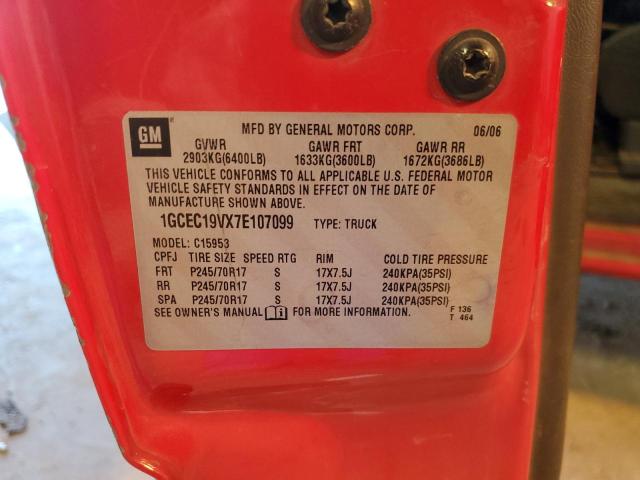 GM MFD BY GENERAL MOTORS CORP. 06/06
GVWR GAWR FRT GAWR RR
2903KG(6400LB) 1633KG(3600LB) 1672KG(3686LB)
THIS VEHICLE CONFORMS TO ALL APPLICABLE U.S. FEDERAL MOTOR
VEHICLE SAFETY STANDARDS IN EFFECT ON THE DATE OF
MANUFACTURE SHOWN ABOVE.
1GCEC19VX7E107099 TYPE: TRUCK
MODEL: C15953
CPFJ TIRE SIZE SPEED RTG RIM COLD TIRE PRESSURE
FRT P245/70R17 S 17X7.5J 240KPA(35PSI)
RR P245/70R17 S 17X7.5J 240KPA(35PSI)
SPA P245/70R17 S 17X7.5J 240KPA(35PSI)
SEE OWNER'S MANUAL FOR MORE INFORMATION. F 136
T 464